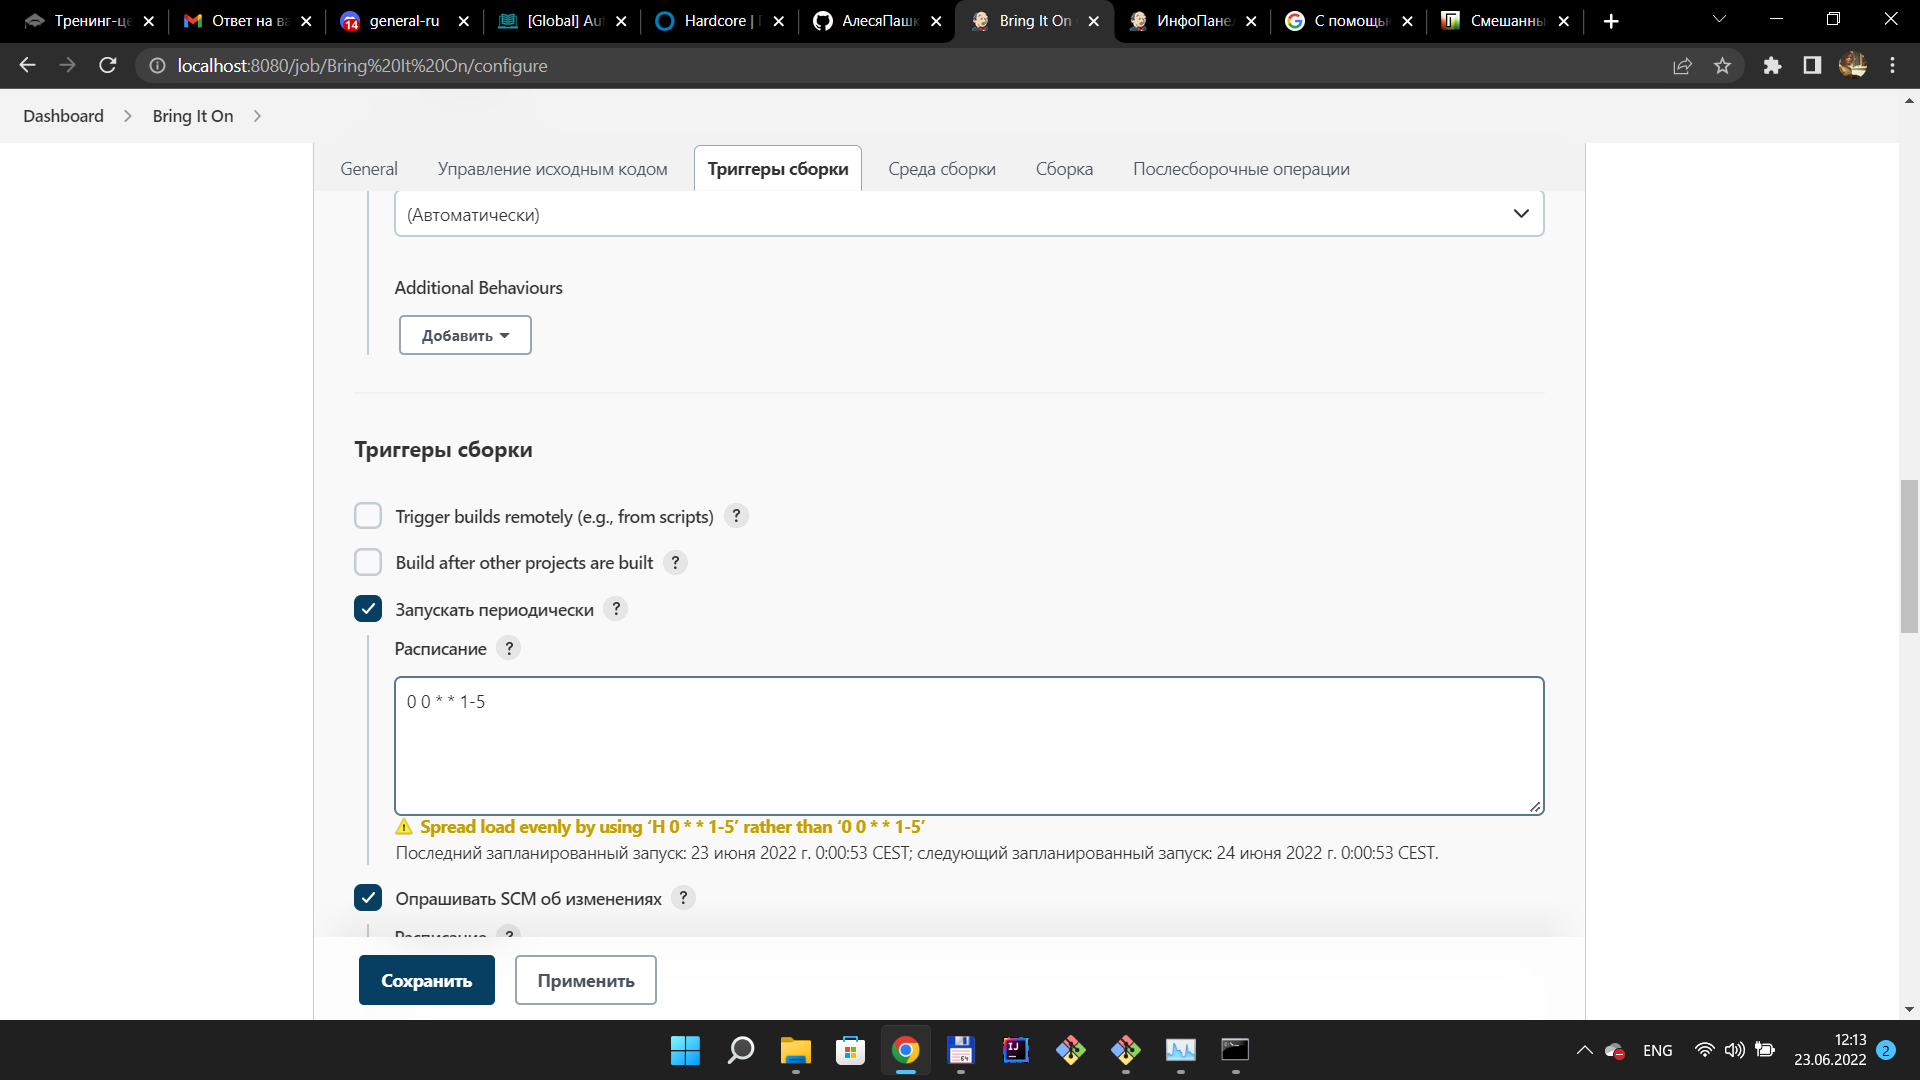 Тренинг-це
Ответ на ва
14
general-ru
[Global] Au
Hardcore | П
АлесяПашк
Bring It On
ИнфоПанел
С помощью
Смешанны
localhost:8080/job/Bring%20It%20On/configure
Dashboard
Bring It On
General
Управление исходным кодом
Триггеры сборки
Среда сборки
Сборка
Послесборочные операции
(Автоматически)
Additional Behaviours
Добавить
Триггеры сборки
Trigger builds remotely (e.g., from scripts) ?
Build after other projects are built ?
Запускать периодически ?
Расписание ?
0 0 * * 1-5
Spread load evenly by using ‘H 0 * * 1-5’ rather than ‘0 0 * * 1-5’
Последний запланированный запуск: 23 июня 2022 г. 0:00:53 CEST; следующий запланированный запуск: 24 июня 2022 г. 0:00:53 CEST.
Опрашивать SCM об изменениях ?
Расписание ?
Сохранить
Применить
64
IJ
ENG
12:13
23.06.2022
2